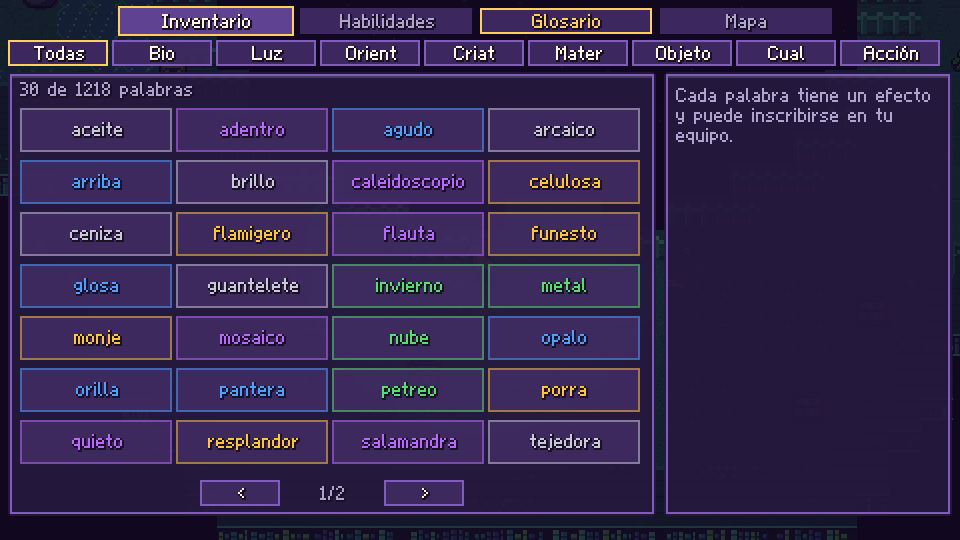 Inventario Habilidades Glosario Mapa
Todas Bio Luz Orient Criat Mater Objeto Cual Acción
30 de 1218 palabras
aceite adentro agudo arcaico
arriba brillo caleidoscopio celulosa
ceniza flamigero flauta funesto
glosa guantelete invierno metal
monje mosaico nube opalo
orilla pantera petreo porra
quieto resplandor salamandra tejedora
< 1/2 >
Cada palabra tiene un efecto
y puede inscribirse en tu
equipo.